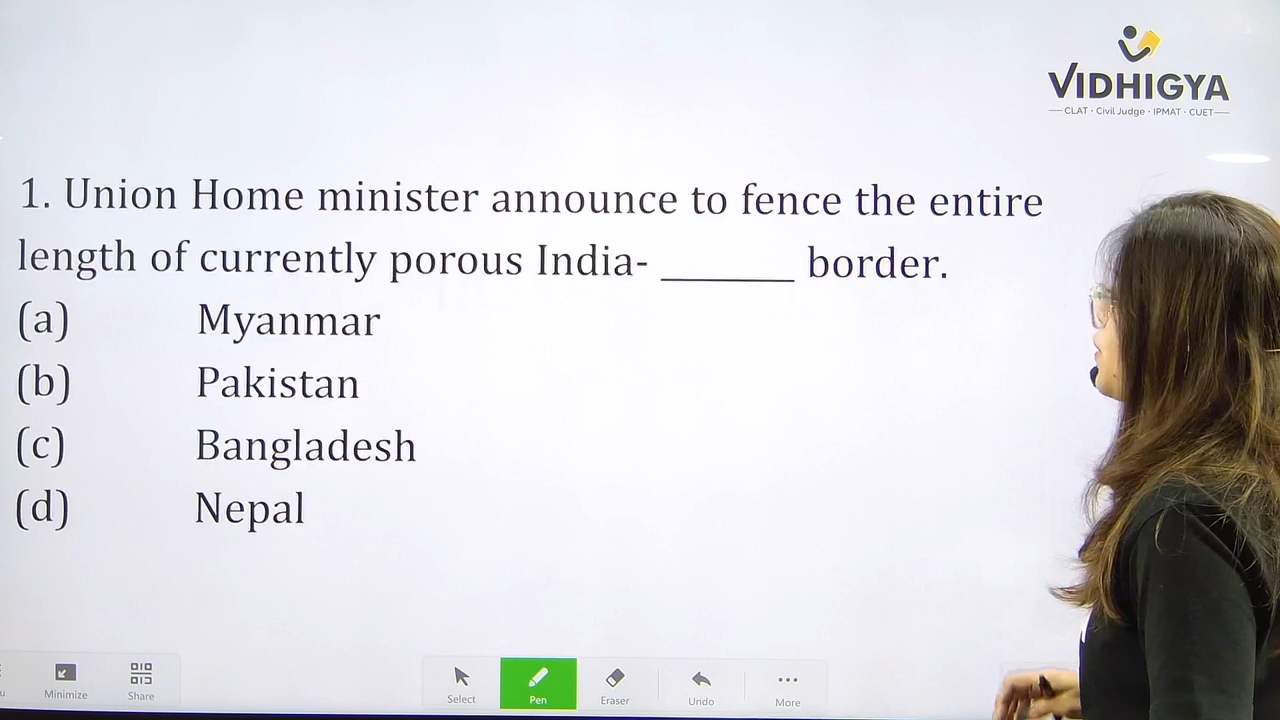 VIDHIGYA
CLAT · Civil Judge · IPMAT · CUET
1. Union Home minister announce to fence the entire
length of currently porous India- ______ border.
(a) Myanmar
(b) Pakistan
(c) Bangladesh
(d) Nepal
u Minimize Share Select Pen Eraser Undo More